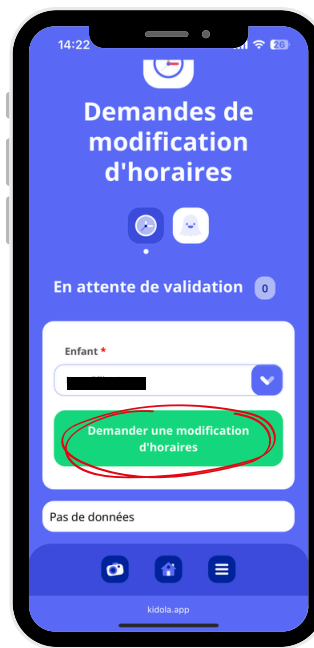 14:22
26
Demandes de
modification
d'horaires
En attente de validation 0
Enfant *
Demander une modification
d'horaires
Pas de données
kidola.app